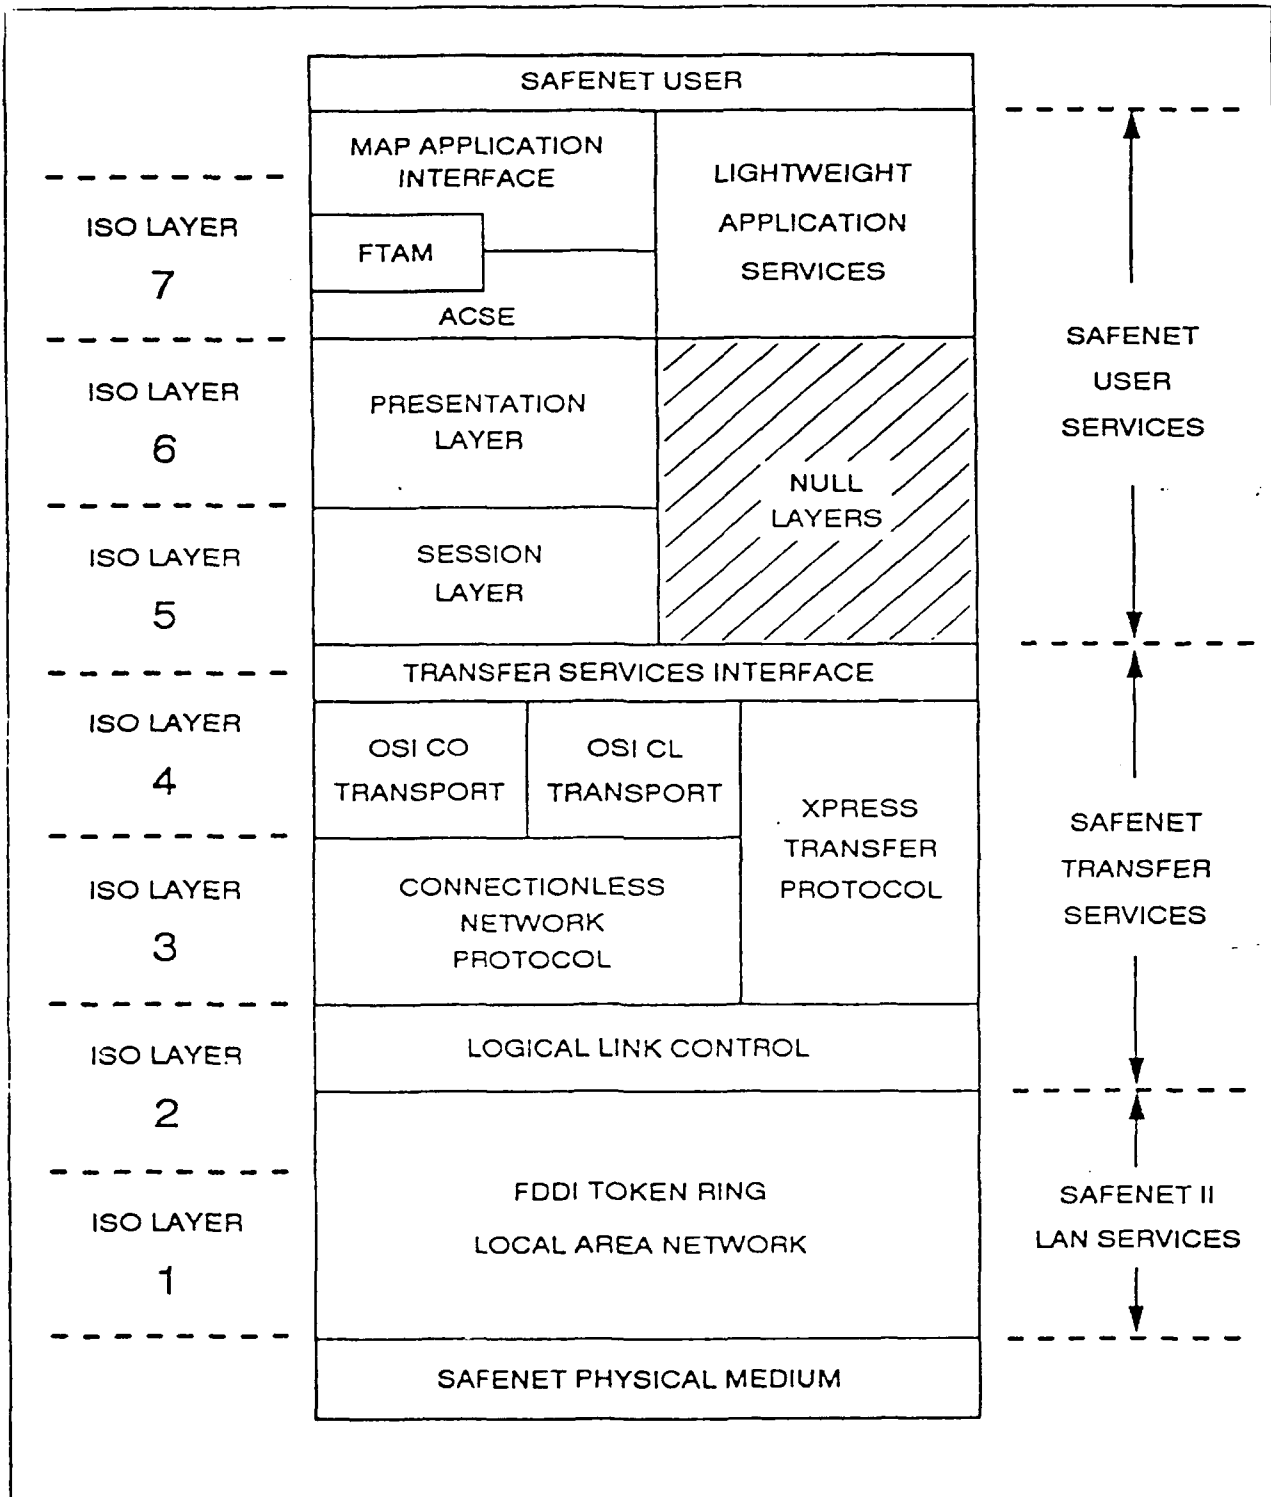 SAFENET USER
MAP APPLICATION
INTERFACE
FTAM
ACSE
LIGHTWEIGHT
APPLICATION
SERVICES
ISO LAYER
7
ISO LAYER
6
PRESENTATION
LAYER
NULL
LAYERS
ISO LAYER
5
SESSION
LAYER
SAFENET
USER
SERVICES
TRANSFER SERVICES INTERFACE
ISO LAYER
4
OSI CO
TRANSPORT
OSI CL
TRANSPORT
XPRESS
TRANSFER
PROTOCOL
ISO LAYER
3
CONNECTIONLESS
NETWORK
PROTOCOL
SAFENET
TRANSFER
SERVICES
ISO LAYER
2
LOGICAL LINK CONTROL
ISO LAYER
1
FDDI TOKEN RING
LOCAL AREA NETWORK
SAFENET II
LAN SERVICES
SAFENET PHYSICAL MEDIUM